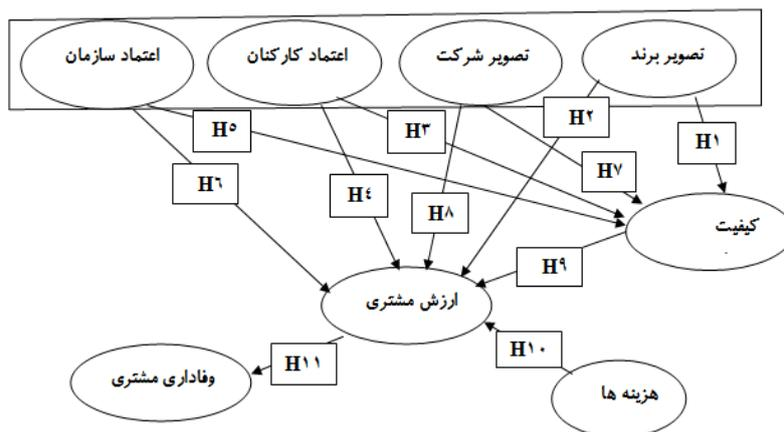 تصویر برند
تصویر شرکت
اعتماد کارکنان
اعتماد سازمان
H۲
H۳
H۵
H۱
H۷
H۶
H۴
H۸
کیفیت
H۹
ارزش مشتری
H۱۰
H۱۱
وفاداری مشتری
هزینه ها